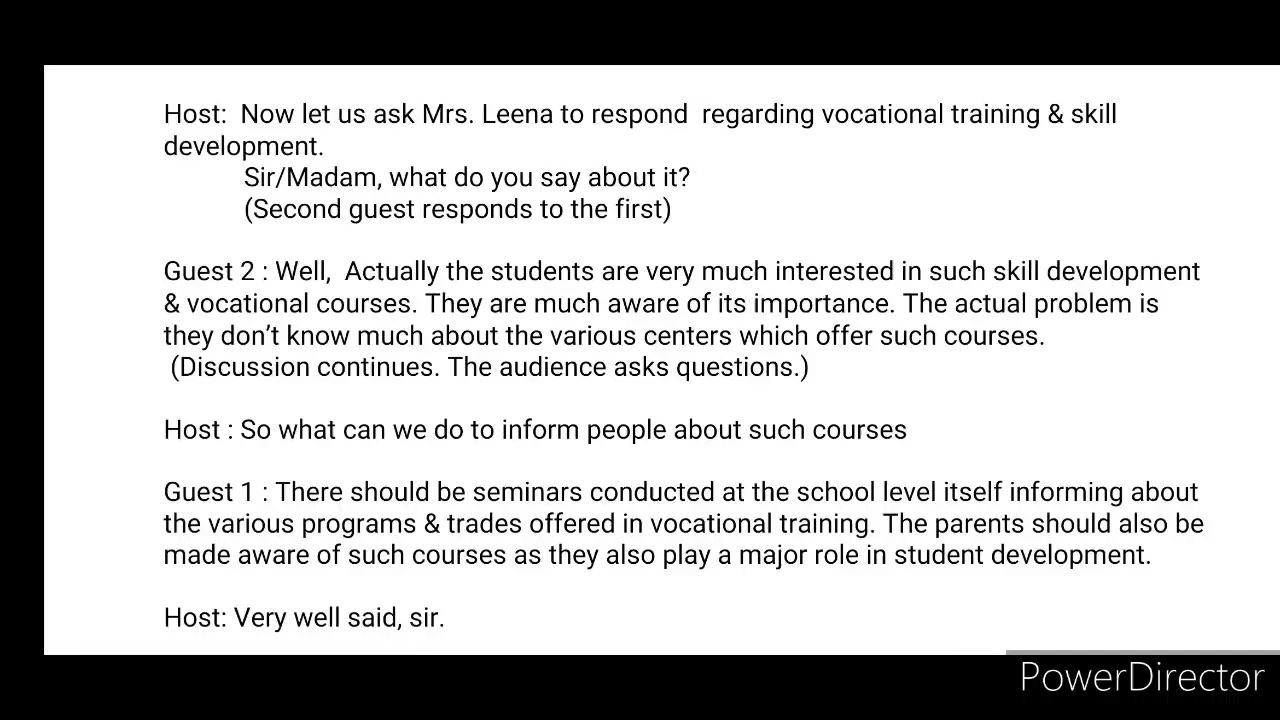 Host:  Now let us ask Mrs. Leena to respond  regarding vocational training & skill
development.
Sir/Madam, what do you say about it?
(Second guest responds to the first)
Guest 2 : Well,  Actually the students are very much interested in such skill development
& vocational courses. They are much aware of its importance. The actual problem is
they don’t know much about the various centers which offer such courses.
(Discussion continues. The audience asks questions.)
Host : So what can we do to inform people about such courses
Guest 1 : There should be seminars conducted at the school level itself informing about
the various programs & trades offered in vocational training. The parents should also be
made aware of such courses as they also play a major role in student development.
Host: Very well said, sir.
PowerDirector